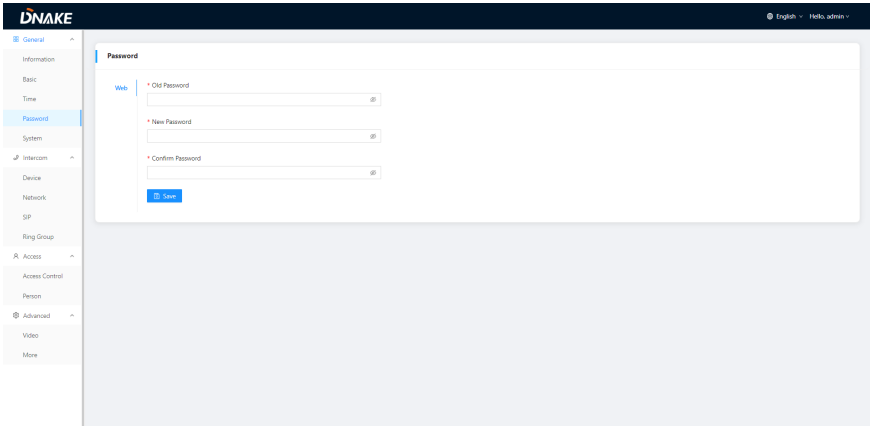 DNAKE
English
Hello, admin
General
Information
Basic
Time
Password
System
Intercom
Device
Network
SIP
Ring Group
Access
Access Control
Person
Advanced
Video
More
Password
Web
* Old Password
* New Password
* Confirm Password
Save